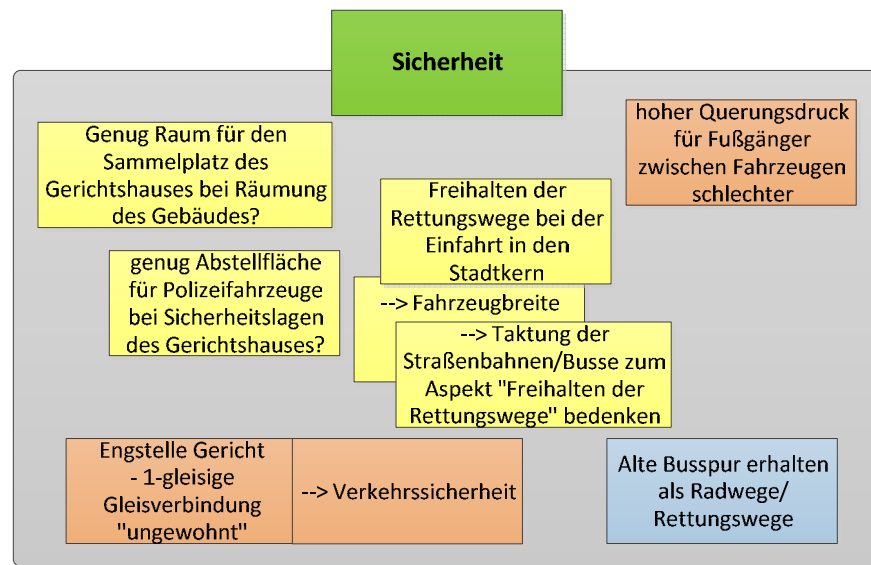 Sicherheit
Genug Raum für den
Sammelplatz des
Gerichtshauses bei Räumung
des Gebäudes?
hoher Querungsdruck
für Fußgänger
zwischen Fahrzeugen
schlechter
Freihalten der
Rettungswege bei der
Einfahrt in den
Stadtkern
genug Abstellfläche
für Polizeifahrzeuge
bei Sicherheitslagen
des Gerichtshauses?
--> Fahrzeugbreite
--> Taktung der
Straßenbahnen/Busse zum
Aspekt "Freihalten der
Rettungswege" bedenken
Engstelle Gericht
- 1-gleisige
Gleisverbindung
"ungewohnt"
--> Verkehrssicherheit
Alte Busspur erhalten
als Radwege/
Rettungswege